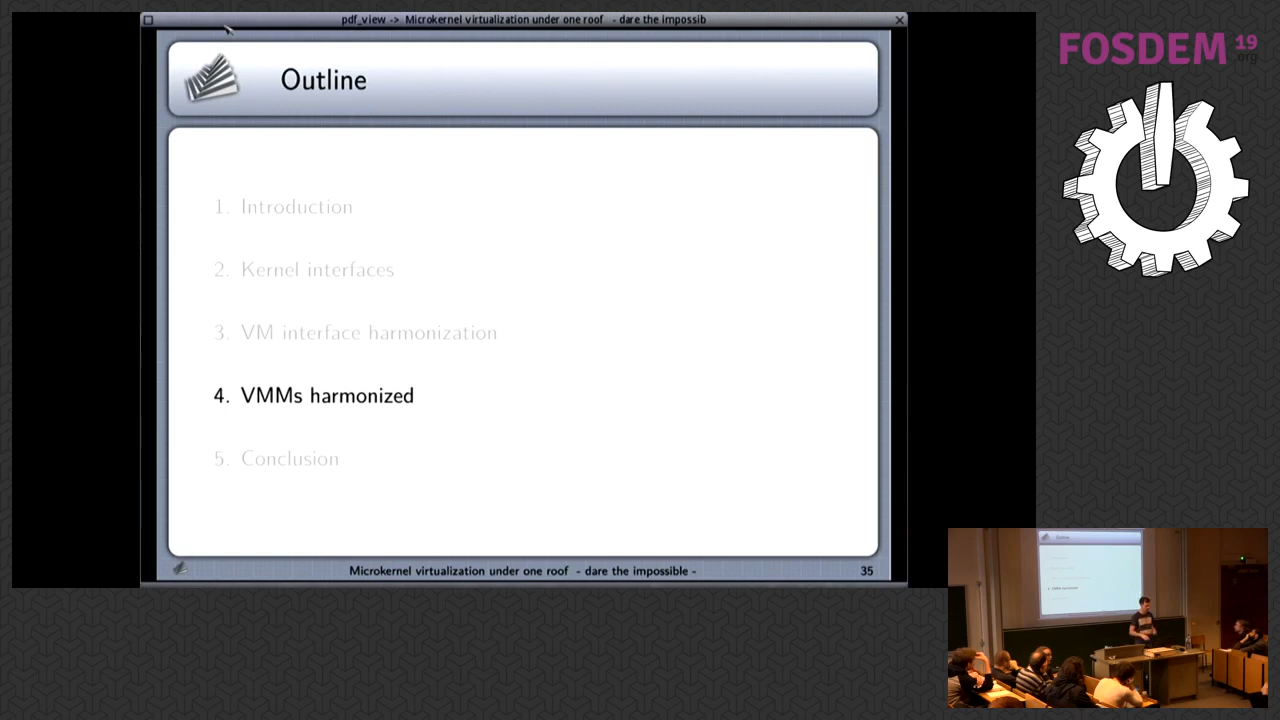 pdf_view -> Microkernel virtualization under one roof - dare the impossib
FOSDEM 19
.org
Outline
1. Introduction
2. Kernel interfaces
3. VM interface harmonization
4. VMMs harmonized
5. Conclusion
Microkernel virtualization under one roof - dare the impossible -
35